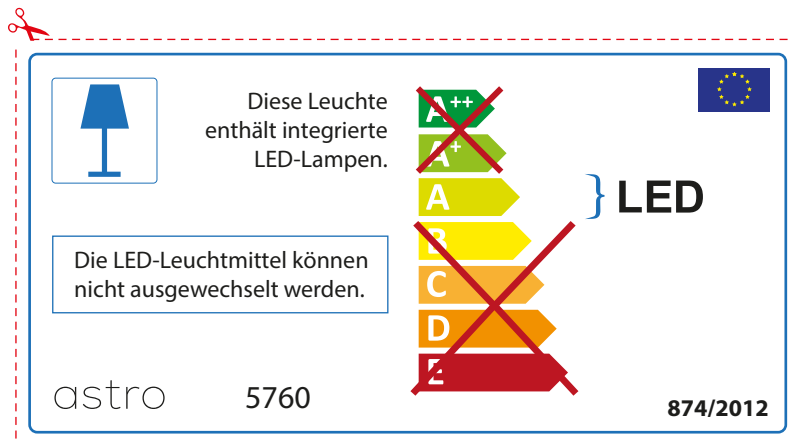 Diese Leuchte
enthält integrierte
LED-Lampen.
Die LED-Leuchtmittel können
nicht ausgewechselt werden.
astro
5760
A++
A+
A
B
C
D
E
LED
874/2012